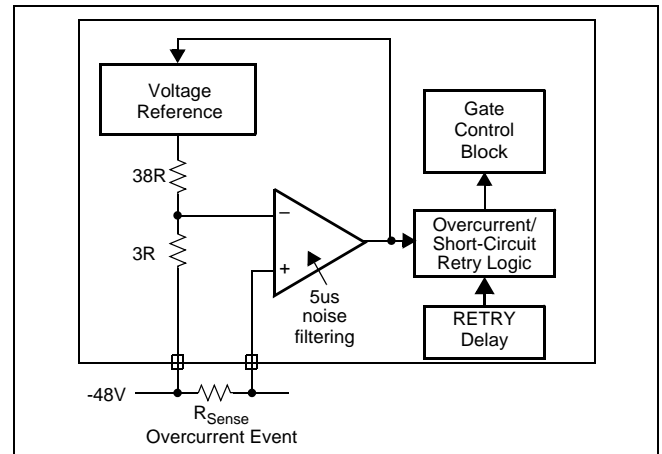 Voltage
Reference
Gate
Control
Block
38R
−
Overcurrent/
Short-Circuit
Retry Logic
3R
+
5us
noise
filtering
RETRY
Delay
-48V
RSense
Overcurrent Event